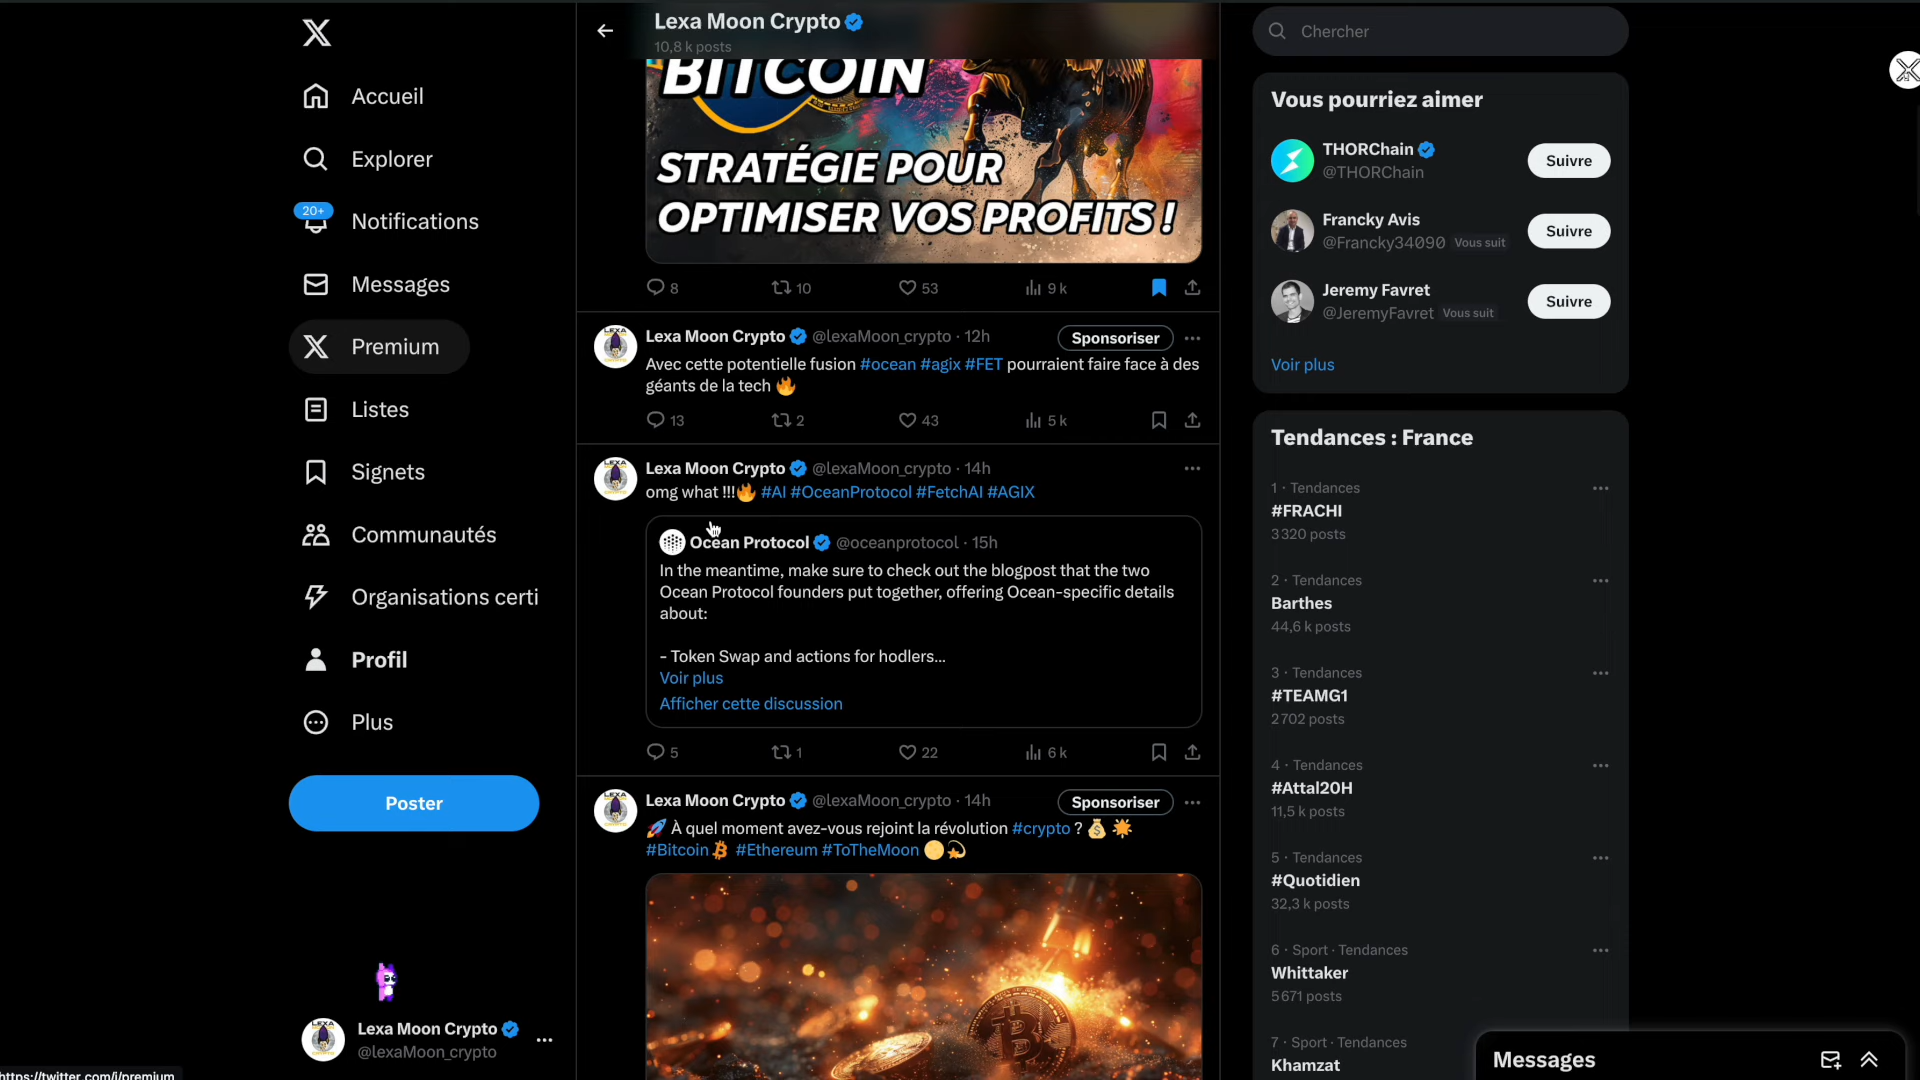 Accueil
Explorer
20+
Notifications
Messages
Premium
Listes
Signets
Communautés
Organisations certi
Profil
Plus
Poster
Lexa Moon Crypto
@lexaMoon_crypto
https://twitter.com/i/premium
Lexa Moon Crypto
10,8 k posts
BITCOIN
STRATÉGIE POUR
OPTIMISER VOS PROFITS !
8 10 53 9 k
Lexa Moon Crypto @lexaMoon_crypto · 12h Sponsoriser
Avec cette potentielle fusion #ocean #agix #FET pourraient faire face à des
géants de la tech 🔥
13 2 43 5 k
Lexa Moon Crypto @lexaMoon_crypto · 14h
omg what !!!🔥 #AI #OceanProtocol #FetchAI #AGIX
Ocean Protocol @oceanprotocol · 15h
In the meantime, make sure to check out the blogpost that the two
Ocean Protocol founders put together, offering Ocean-specific details
about:
- Token Swap and actions for hodlers...
Voir plus
Afficher cette discussion
5 1 22 6 k
Lexa Moon Crypto @lexaMoon_crypto · 14h Sponsoriser
🚀 À quel moment avez-vous rejoint la révolution #crypto ? 💰 🌟
#Bitcoin #Ethereum #ToTheMoon 🌕💫
Chercher
Vous pourriez aimer
THORChain
@THORChain
Suivre
Francky Avis
@Francky34090 Vous suit
Suivre
Jeremy Favret
@JeremyFavret Vous suit
Suivre
Voir plus
Tendances : France
1 · Tendances
#FRACHI
3 320 posts
2 · Tendances
Barthes
44,6 k posts
3 · Tendances
#TEAMG1
2 702 posts
4 · Tendances
#Attal20H
11,5 k posts
5 · Tendances
#Quotidien
32,3 k posts
6 · Sport · Tendances
Whittaker
5 671 posts
7 · Sport · Tendances
Khamzat
Messages